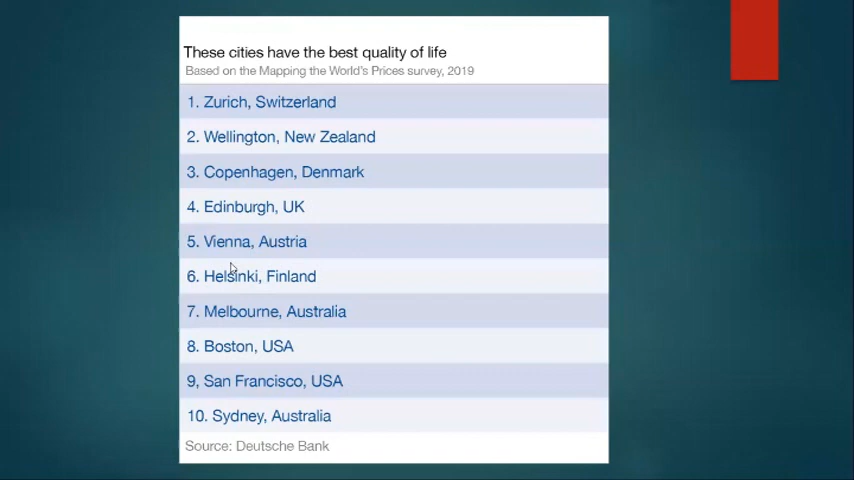 These cities have the best quality of life
Based on the Mapping the World's Prices survey, 2019
1. Zurich, Switzerland
2. Wellington, New Zealand
3. Copenhagen, Denmark
4. Edinburgh, UK
5. Vienna, Austria
6. Helsinki, Finland
7. Melbourne, Australia
8. Boston, USA
9, San Francisco, USA
10. Sydney, Australia
Source: Deutsche Bank